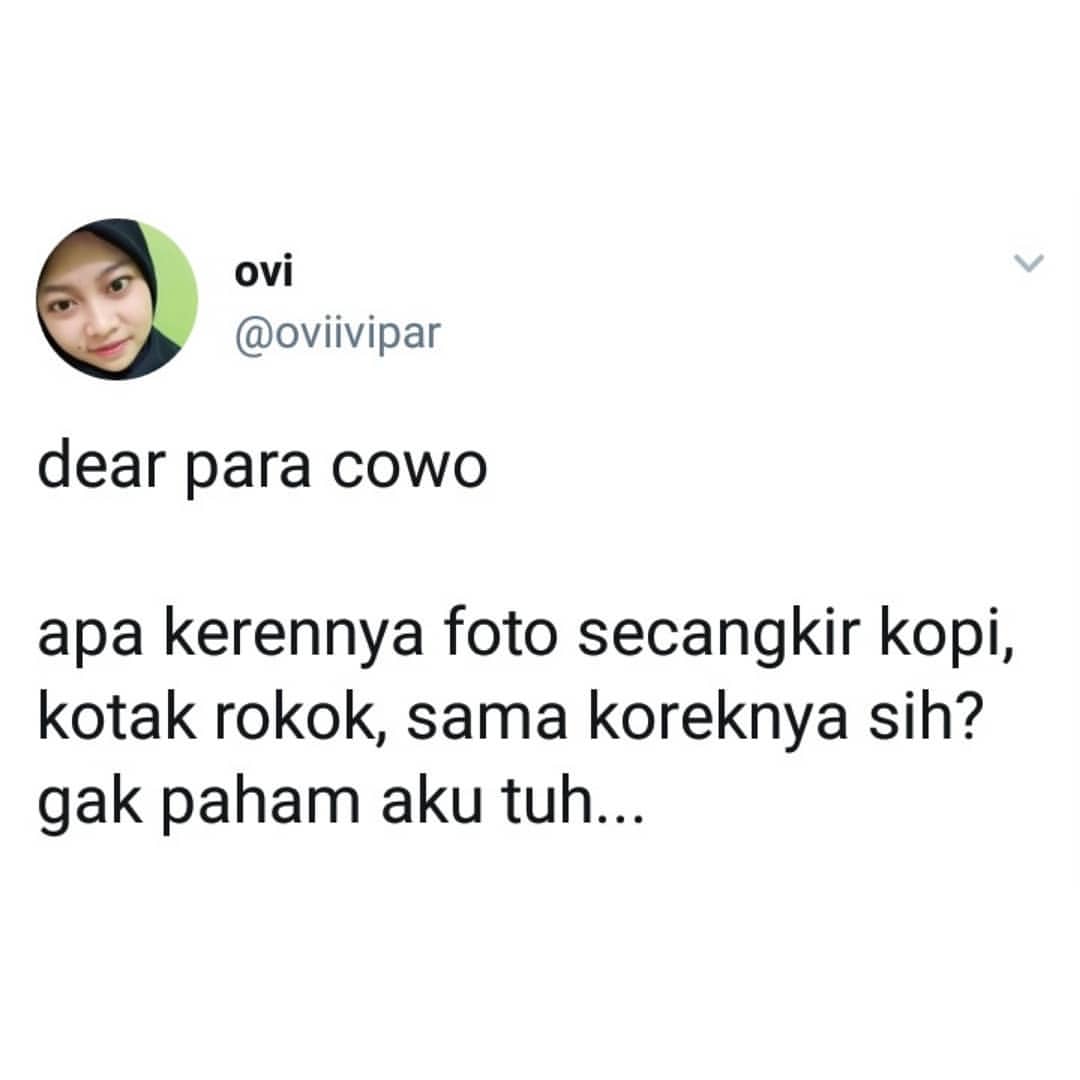 ovi
@oviivipar
dear para cowo
apa kerennya foto secangkir kopi,
kotak rokok, sama koreknya sih?
gak paham aku tuh...